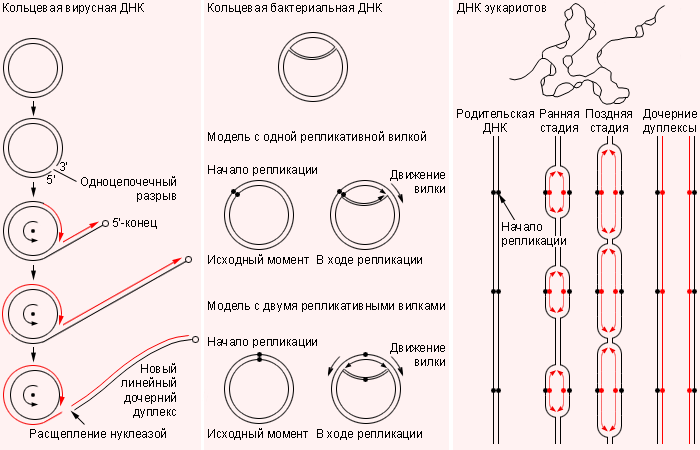 Кольцевая вирусная ДНК
3'
5'
Одноцепочечный
разрыв
5'-конец
Новый
линейный
дочерний
дуплекс
Расщепление нуклеазой
Кольцевая бактериальная ДНК
Модель с одной репликативной вилкой
Начало репликации
Движение
вилки
Исходный момент
В ходе репликации
Модель с двумя репликативными вилками
Начало репликации
Движение
вилки
Исходный момент
В ходе репликации
ДНК эукариотов
Родительская
ДНК
Ранняя
стадия
Поздняя
стадия
Дочерние
дуплексы
Начало
репликации